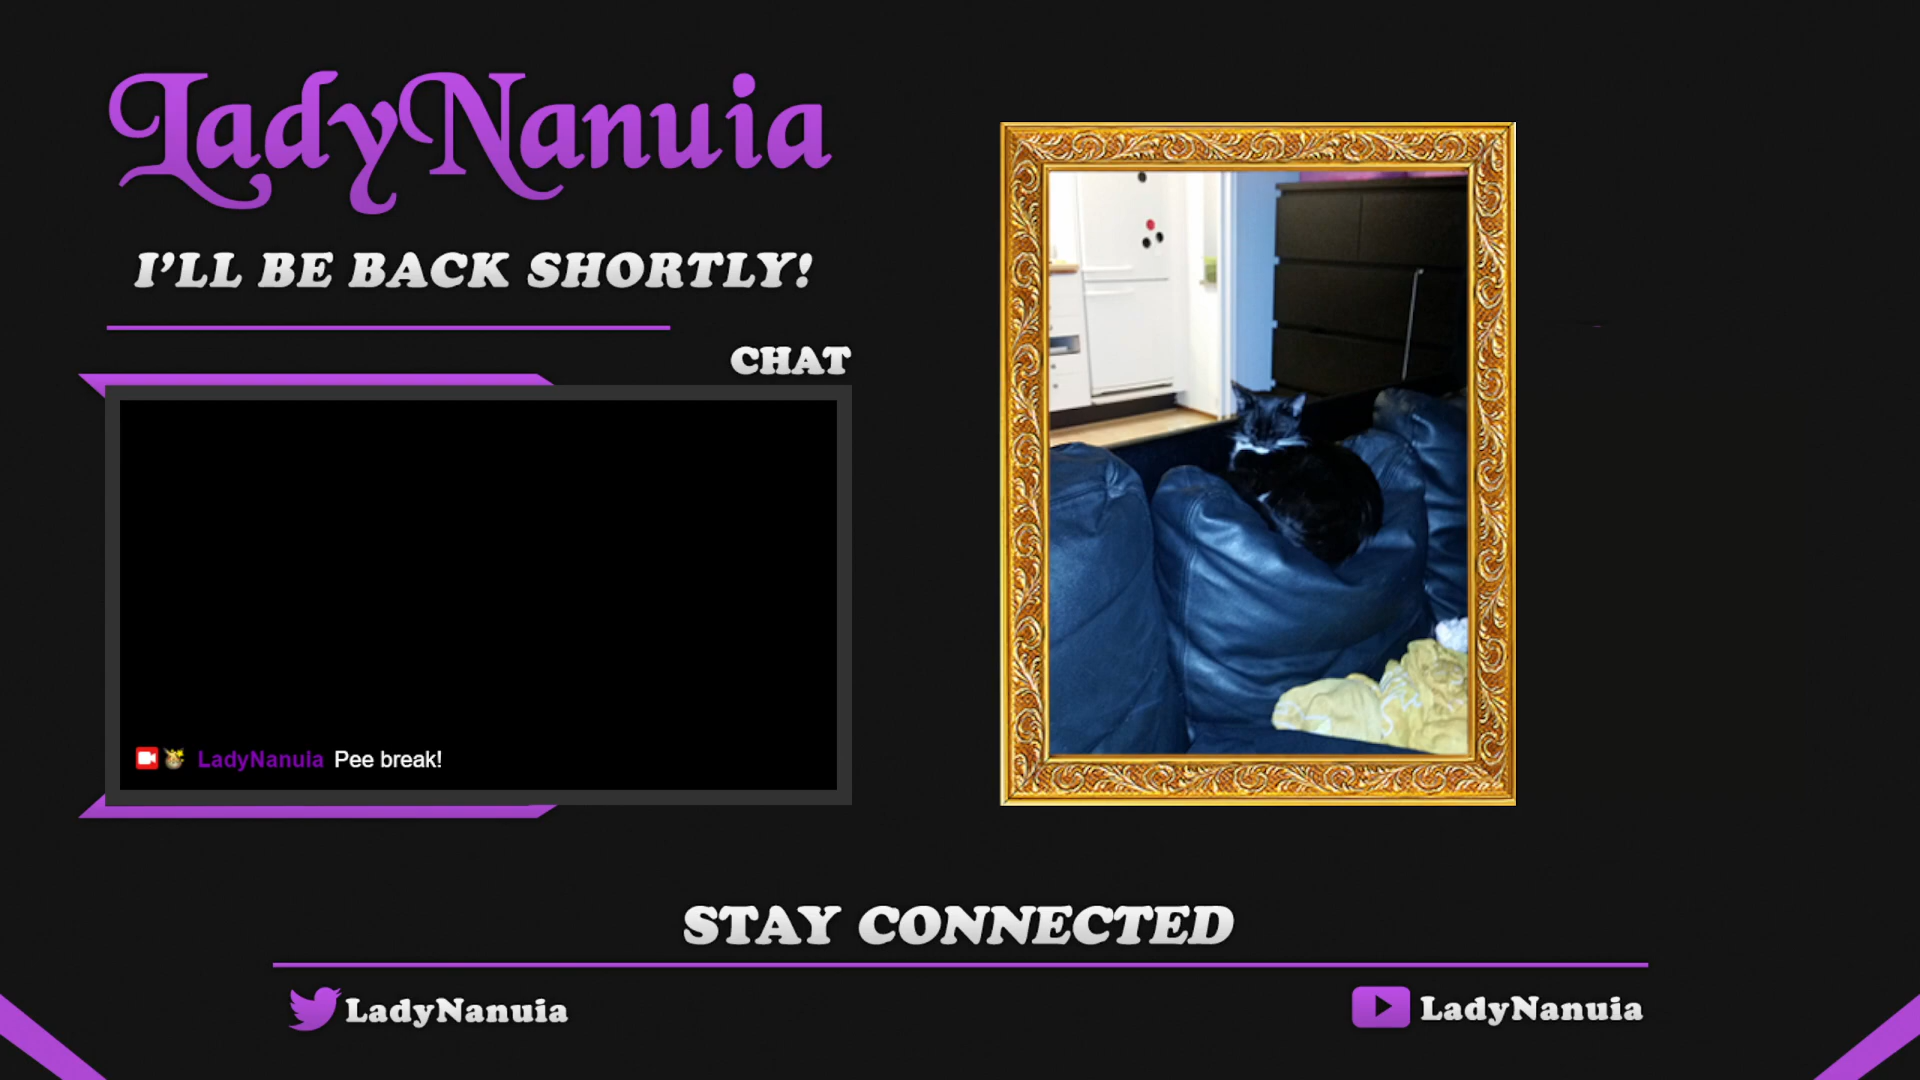 LadyNanuia
I'LL BE BACK SHORTLY!
CHAT
LadyNanuia Pee break!
STAY CONNECTED
LadyNanuia
LadyNanuia